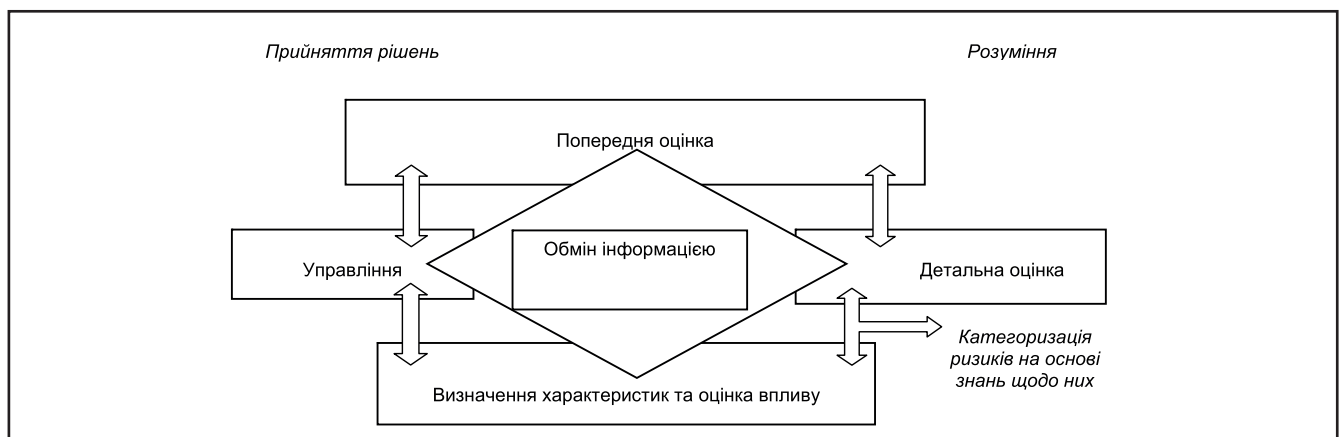 Прийняття рішень
Розуміння
Попередня оцінка
Обмін інформацією
Управління
Детальна оцінка
Категоризація
ризиків на основі
знань щодо них
Визначення характеристик та оцінка впливу